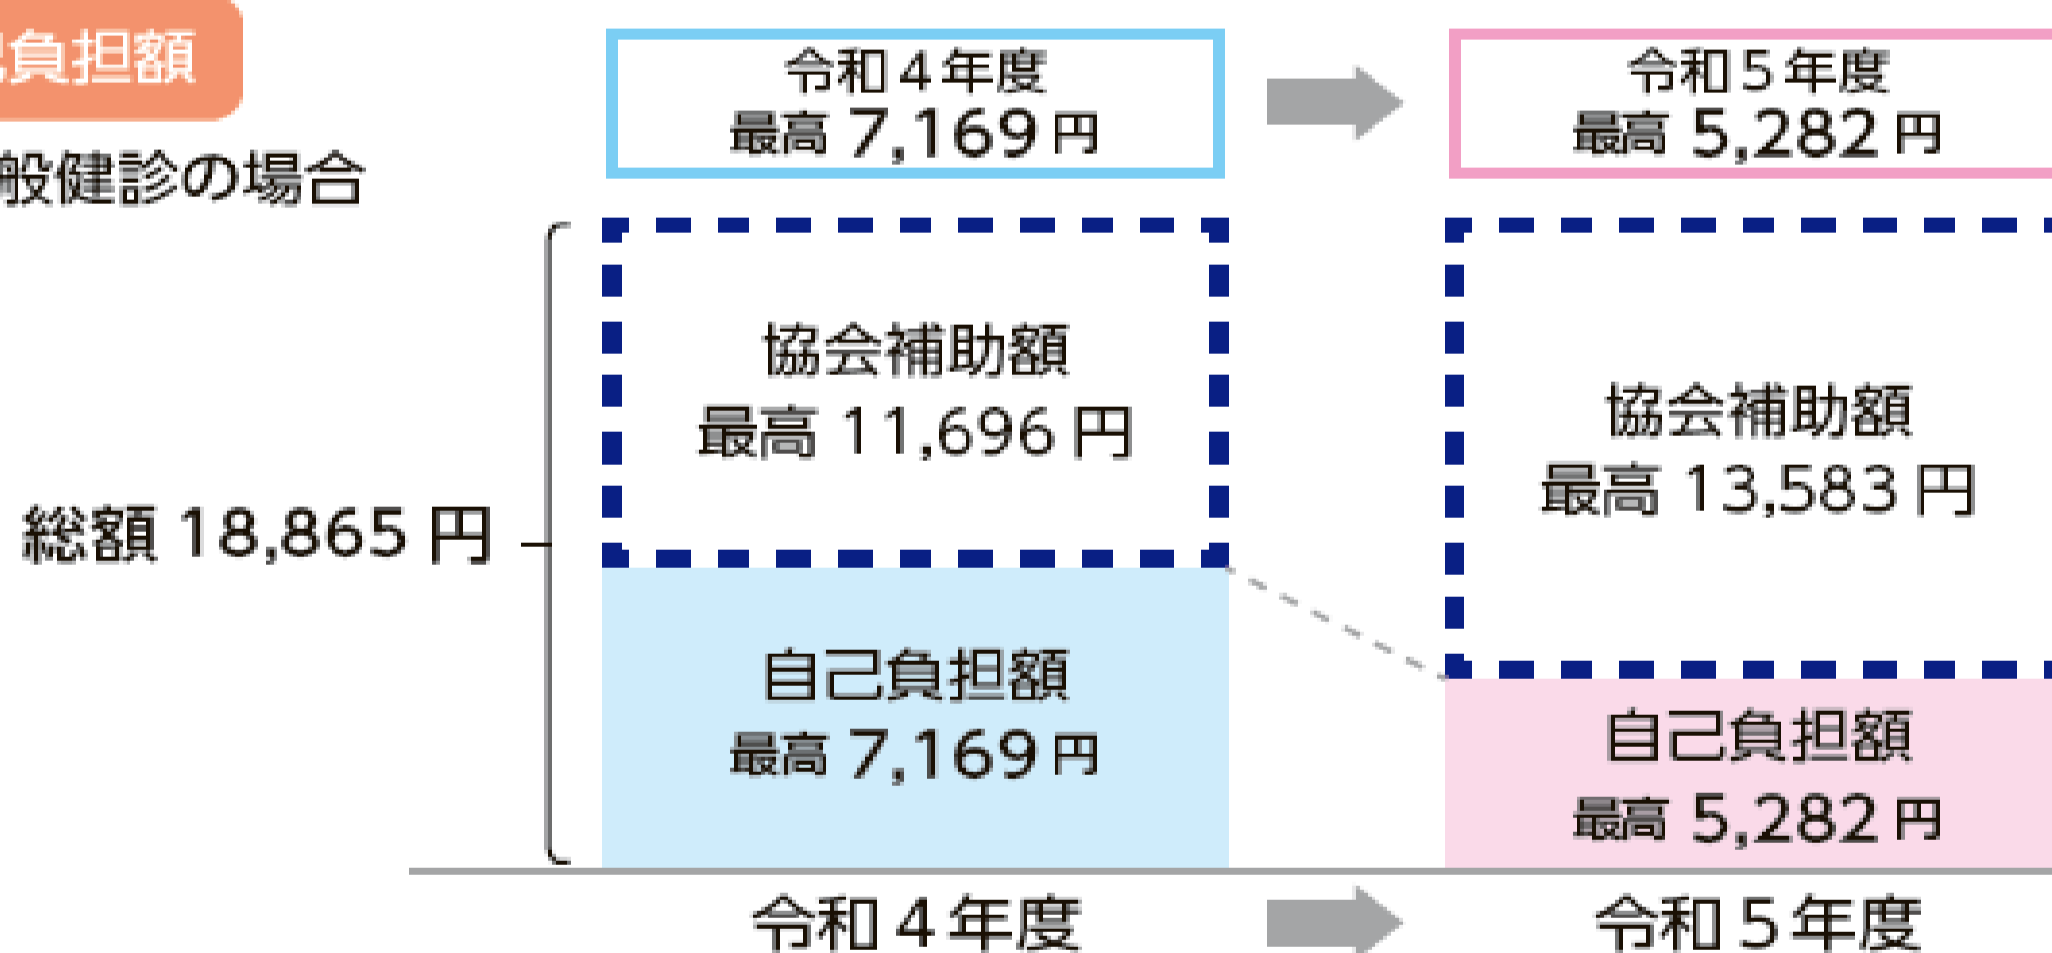 負担額
般健診の場合
令和4年度
最高 7,169 円
令和5年度
最高 5,282 円
総額 18,865 円
協会補助額
最高 11,696 円
自己負担額
最高 7,169 円
協会補助額
最高 13,583 円
自己負担額
最高 5,282 円
令和4年度
令和5年度